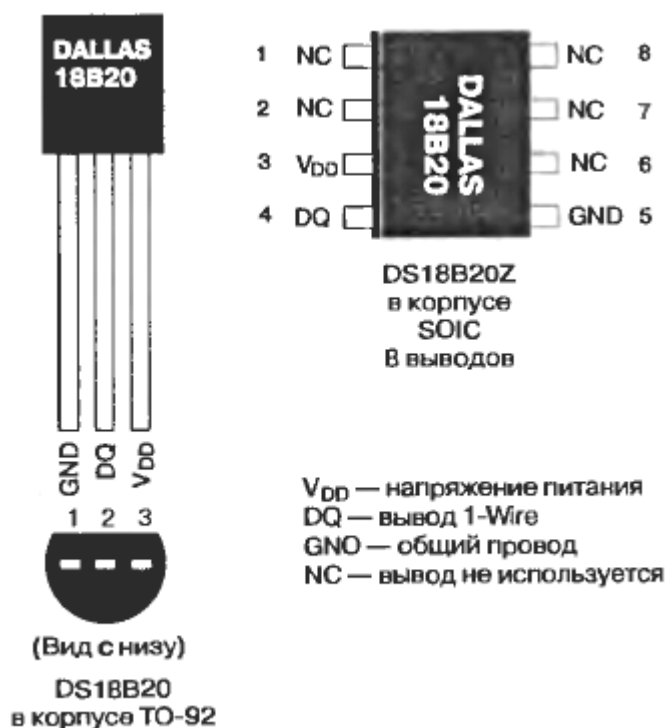 DALLAS
18B20
GND DQ VDD
1 2 3
(Вид с низу)
DS18B20
в корпусе TO-92
1 NC NC 8
2 NC NC 7
3 VDD NC 6
4 DQ GND 5
DALLAS
18B20
DS18B20Z
в корпусе
SOIC
8 выводов
VDD — напряжение питания
DQ — вывод 1-Wire
GNO — общий провод
NC — вывод не используется